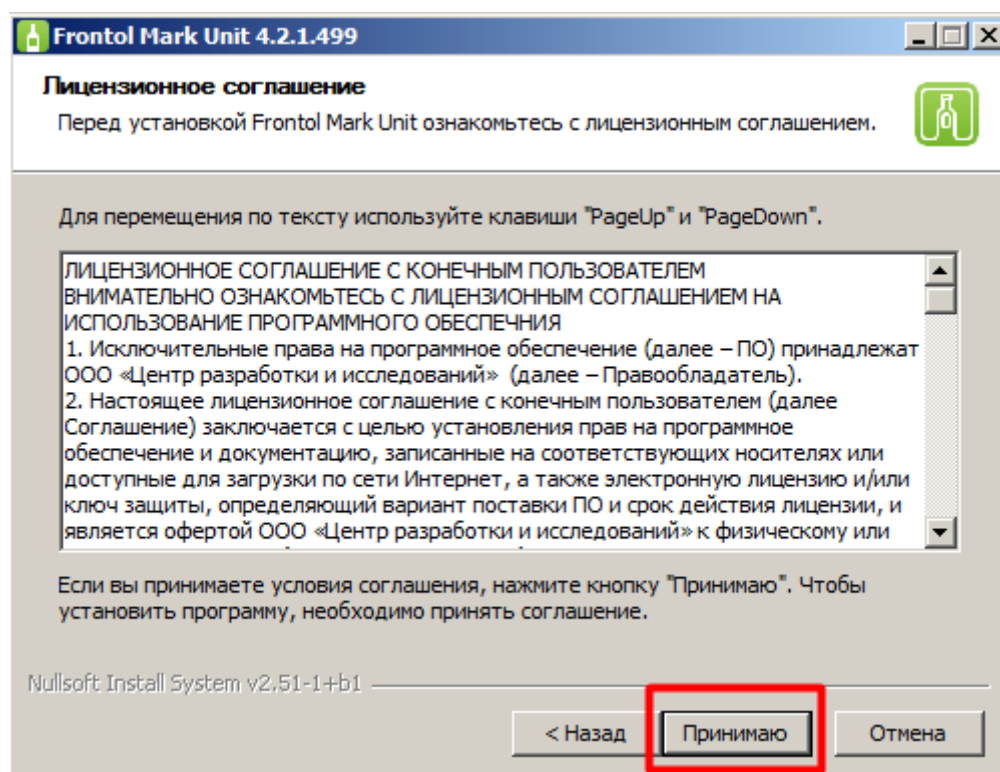 Frontol Mark Unit 4.2.1.499
Лицензионное соглашение
Перед установкой Frontol Mark Unit ознакомьтесь с лицензионным соглашением.
Для перемещения по тексту используйте клавиши "PageUp" и "PageDown".
ЛИЦЕНЗИОННОЕ СОГЛАШЕНИЕ С КОНЕЧНЫМ ПОЛЬЗОВАТЕЛЕМ
ВНИМАТЕЛЬНО ОЗНАКОМЬТЕСЬ С ЛИЦЕНЗИОННЫМ СОГЛАШЕНИЕМ НА
ИСПОЛЬЗОВАНИЕ ПРОГРАММНОГО ОБЕСПЕЧНИЯ
1. Исключительные права на программное обеспечение (далее – ПО) принадлежат
ООО «Центр разработки и исследований» (далее – Правообладатель).
2. Настоящее лицензионное соглашение с конечным пользователем (далее
Соглашение) заключается с целью установления прав на программное
обеспечение и документацию, записанные на соответствующих носителях или
доступные для загрузки по сети Интернет, а также электронную лицензию и/или
ключ защиты, определяющий вариант поставки ПО и срок действия лицензии, и
является офертой ООО «Центр разработки и исследований» к физическому или
Если вы принимаете условия соглашения, нажмите кнопку "Принимаю". Чтобы
установить программу, необходимо принять соглашение.
Nullsoft Install System v2.51-1+b1
< Назад
Принимаю
Отмена